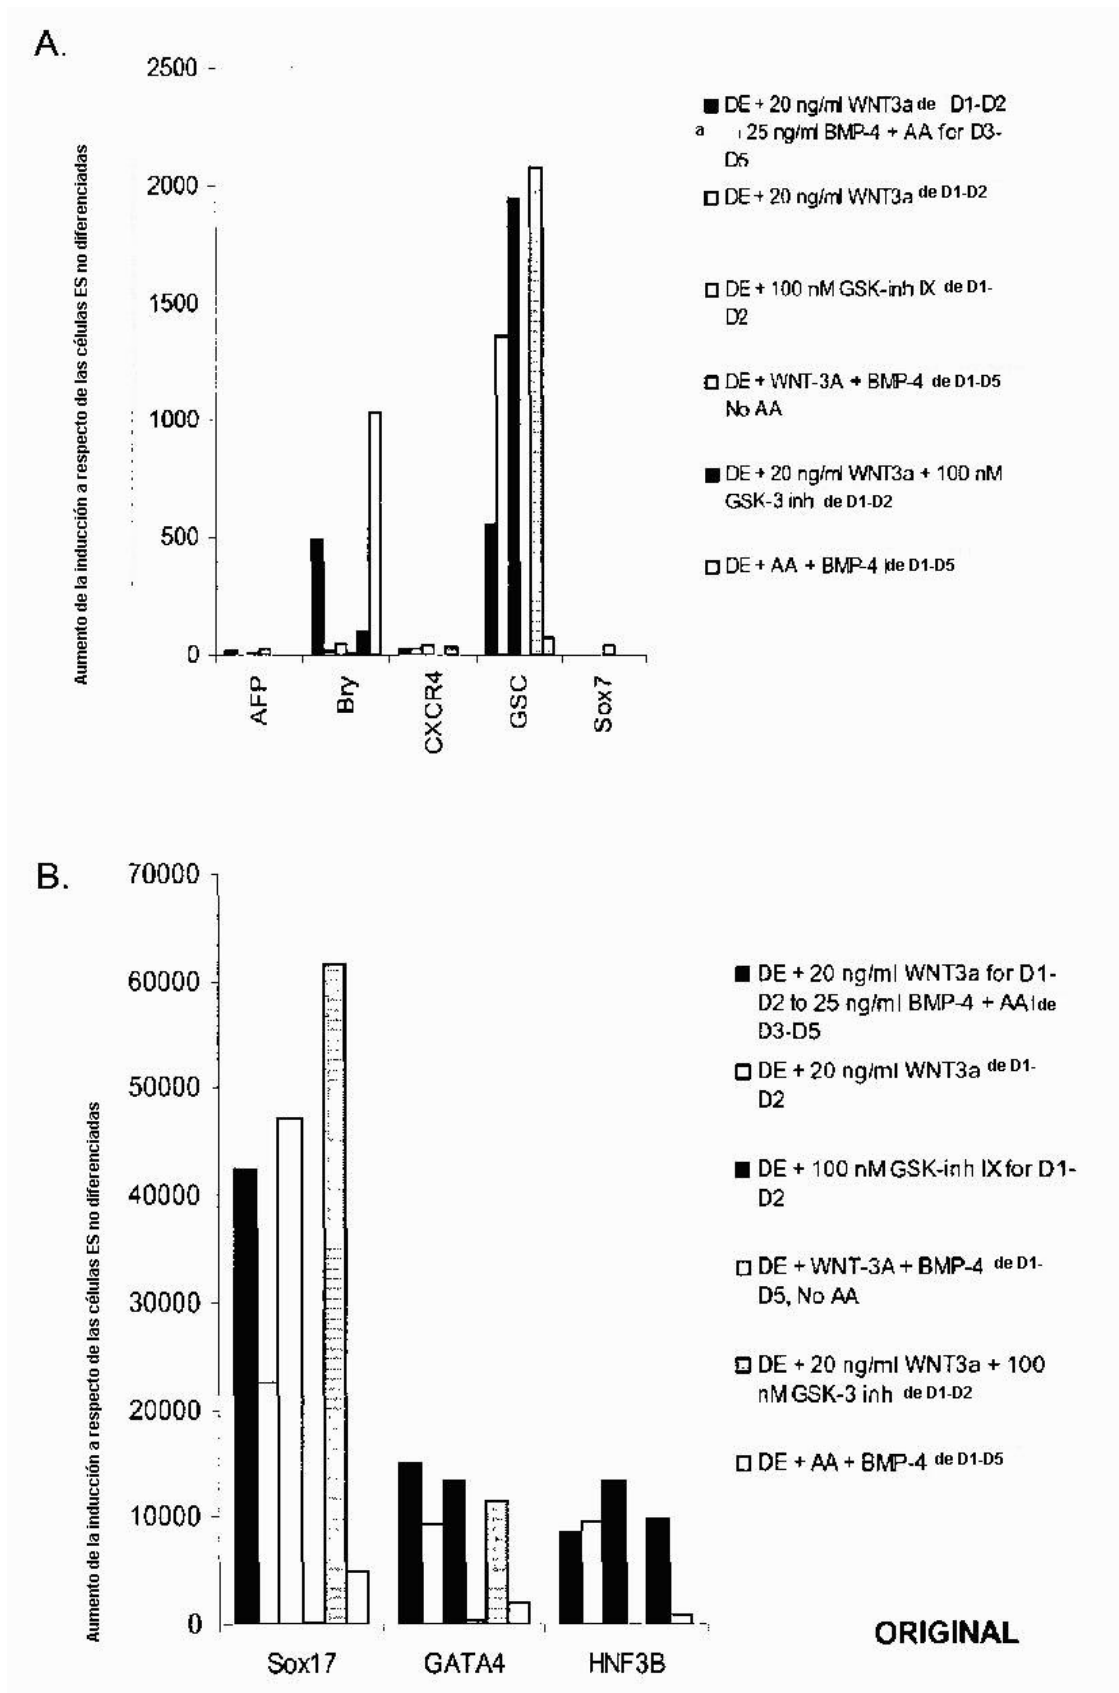 A.
Aumento de la inducción a respecto de las células ES no diferenciadas
2500
2000
1500
1000
500
0
AFP
Bry
CXCR4
GSC
Sox7
DE + 20 ng/ml WNT3a de D1-D2
a 25 ng/ml BMP-4 + AA for D3-
D5
DE + 20 ng/ml WNT3a de D1-D2
DE + 100 nM GSK-inh IX de D1-
D2
DE + WNT-3A + BMP-4 de D1-D5
No AA
DE + 20 ng/ml WNT3a + 100 nM
GSK-3 inh de D1-D2
DE + AA + BMP-4 de D1-D5
B.
Aumento de la inducción a respecto de las células ES no diferenciadas
70000
60000
50000
40000
30000
20000
10000
0
Sox17
GATA4
HNF3B
DE + 20 ng/ml WNT3a for D1-
D2 to 25 ng/ml BMP-4 + AA de
D3-D5
DE + 20 ng/ml WNT3a de D1-
D2
DE + 100 nM GSK-inh IX for D1-
D2
DE + WNT-3A + BMP-4 de D1-
D5, No AA
DE + 20 ng/ml WNT3a + 100
nM GSK-3 inh de D1-D2
DE + AA + BMP-4 de D1-D5
ORIGINAL